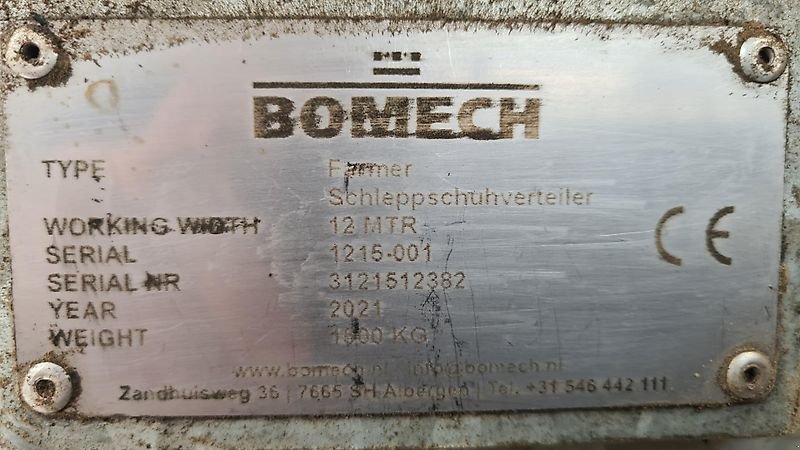 BOMECH
TYPE Farmer
Schleppschuhverteiler
WORKING WIDTH 12 MTR
SERIAL 1215-001
SERIAL NR 3121512382
YEAR 2021
WEIGHT KG
CE
www.bomech.nl info@bomech.nl
Zandhuisweg 36 | 7665 SH Albergen | Tel. +31 546 442 111